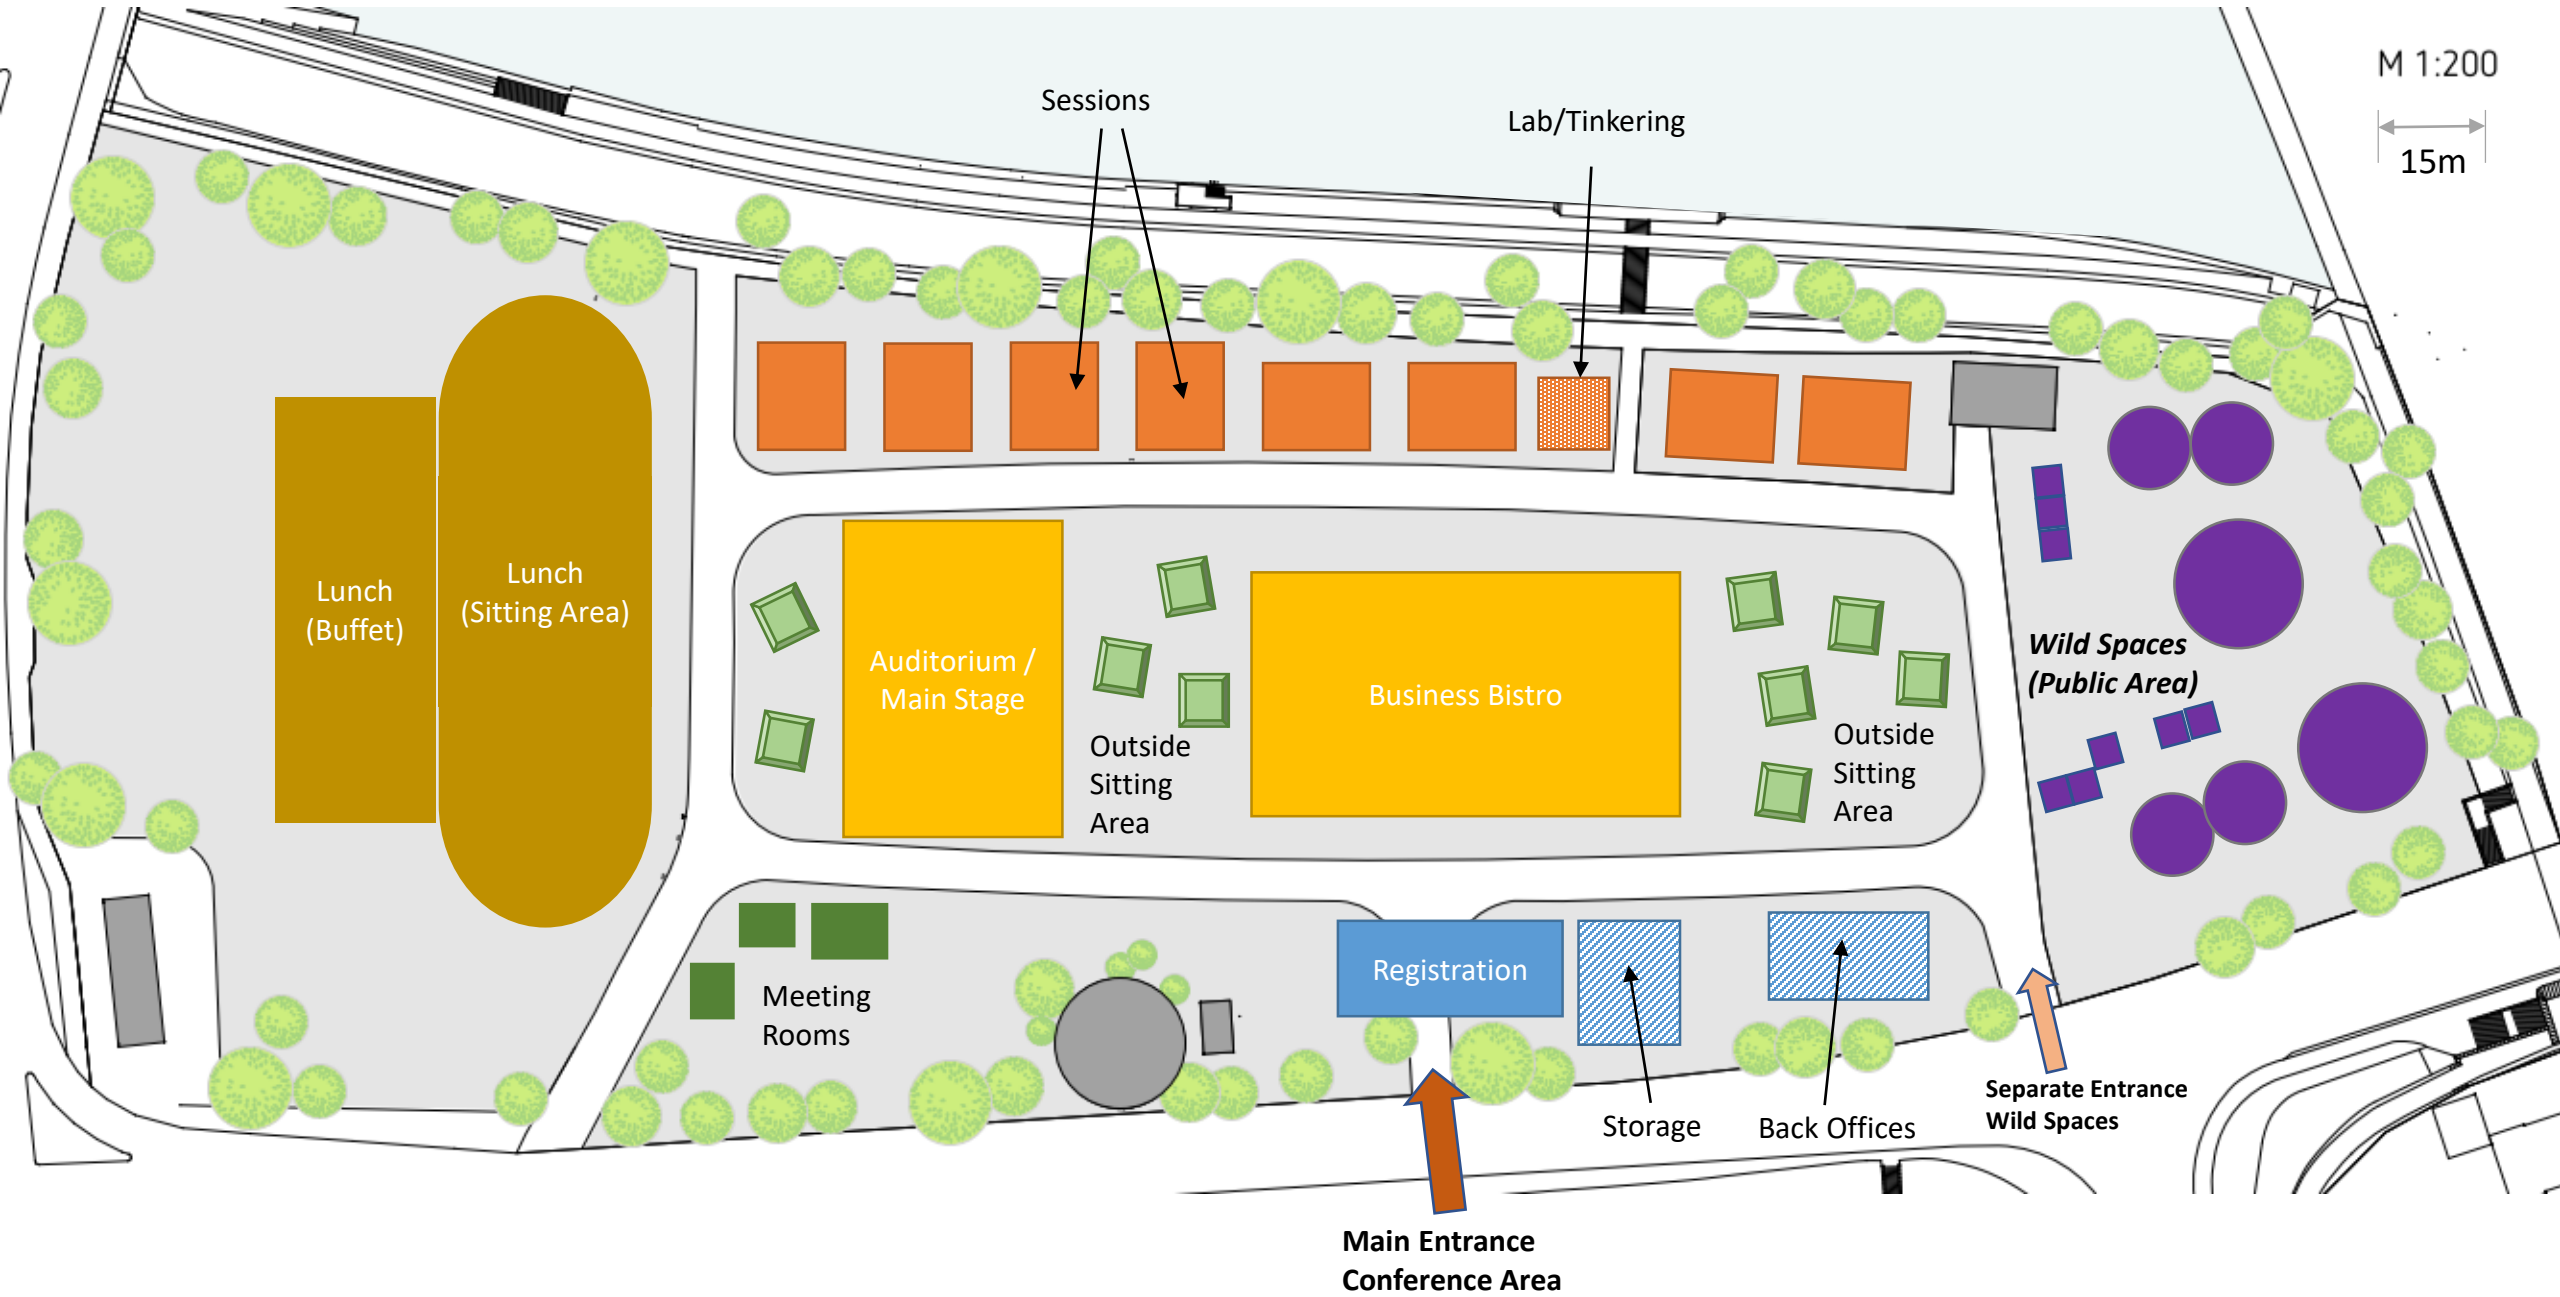 M 1:200
15m
Sessions
Lab/Tinkering
Lunch
(Buffet)
Lunch
(Sitting Area)
Auditorium /
Main Stage
Outside
Sitting
Area
Business Bistro
Outside
Sitting
Area
Wild Spaces
(Public Area)
Meeting
Rooms
Registration
Storage
Back Offices
Separate Entrance
Wild Spaces
Main Entrance
Conference Area